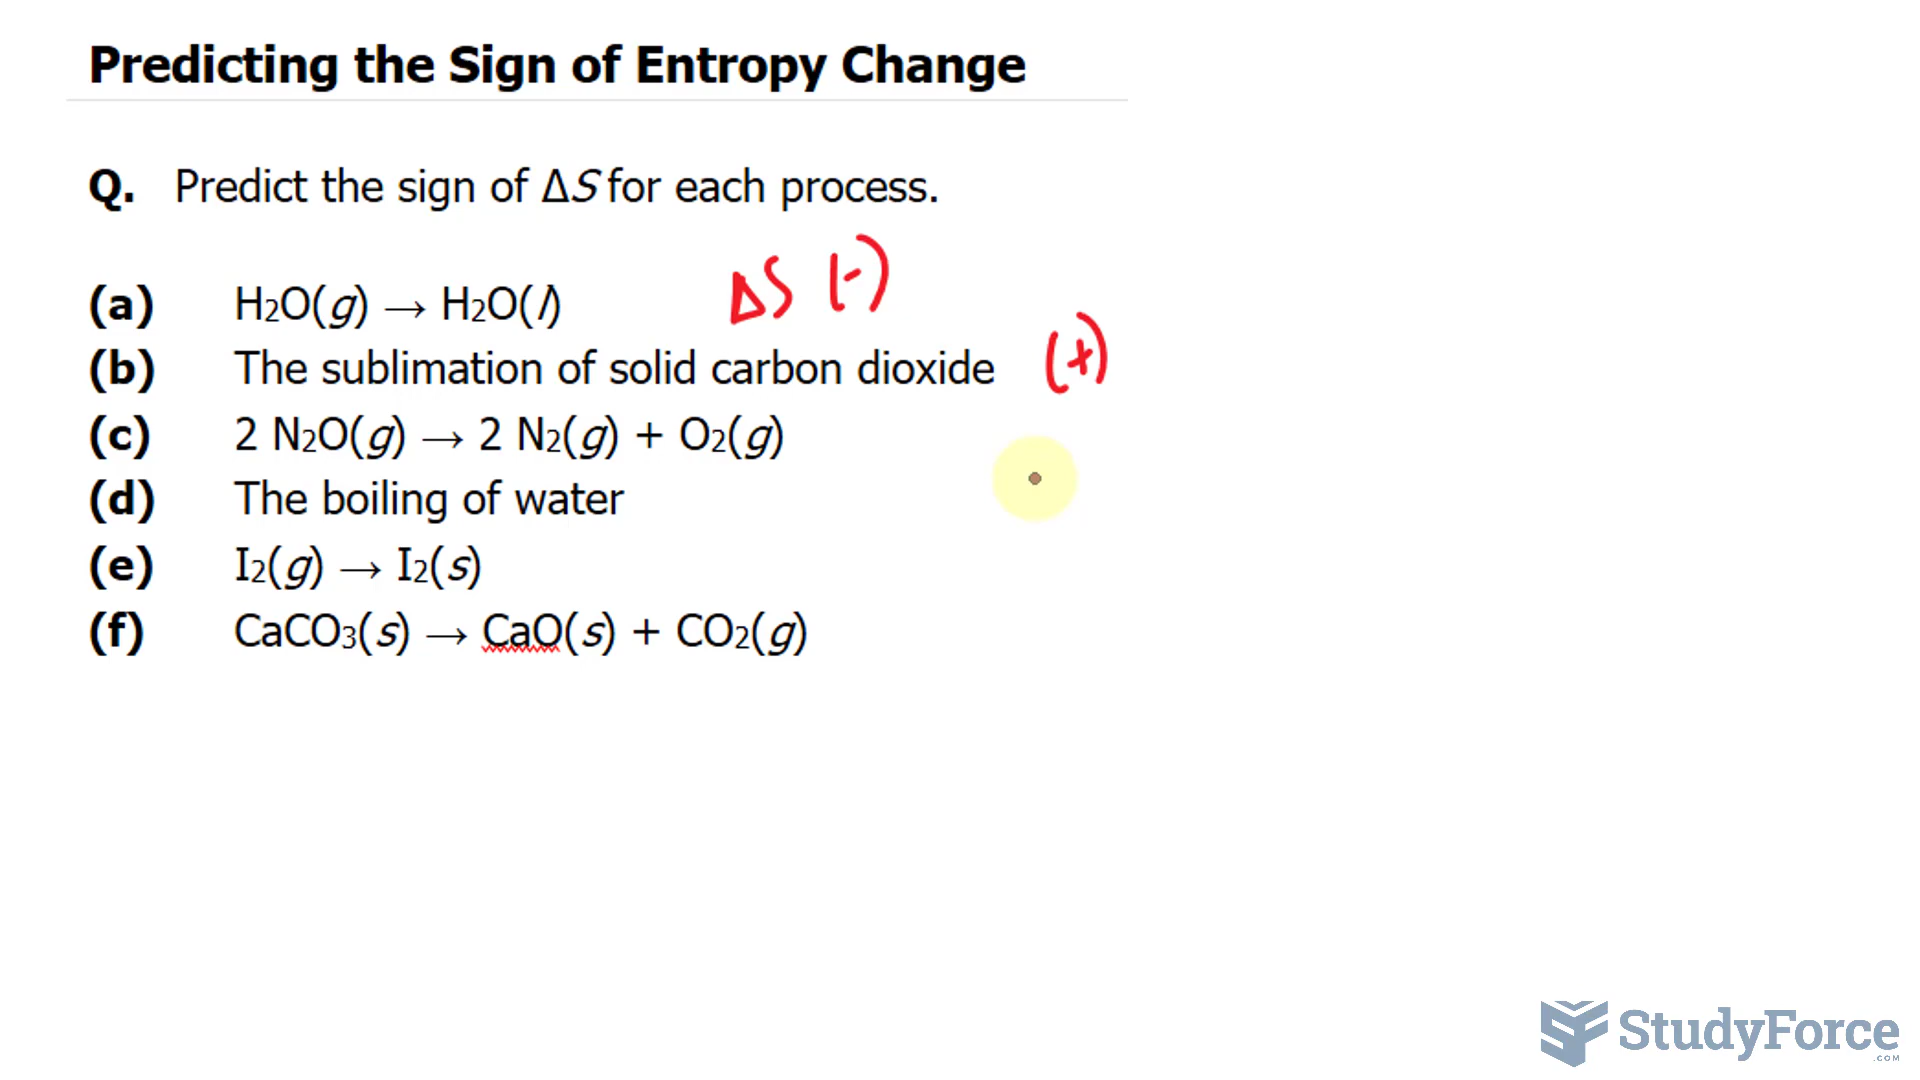 Predicting the Sign of Entropy Change
Q. Predict the sign of ΔS for each process.
(a) H2O(g) → H2O(l) ΔS (-)
(b) The sublimation of solid carbon dioxide (+)
(c) 2 N2O(g) → 2 N2(g) + O2(g)
(d) The boiling of water
(e) I2(g) → I2(s)
(f) CaCO3(s) → CaO(s) + CO2(g)
StudyForce
.COM